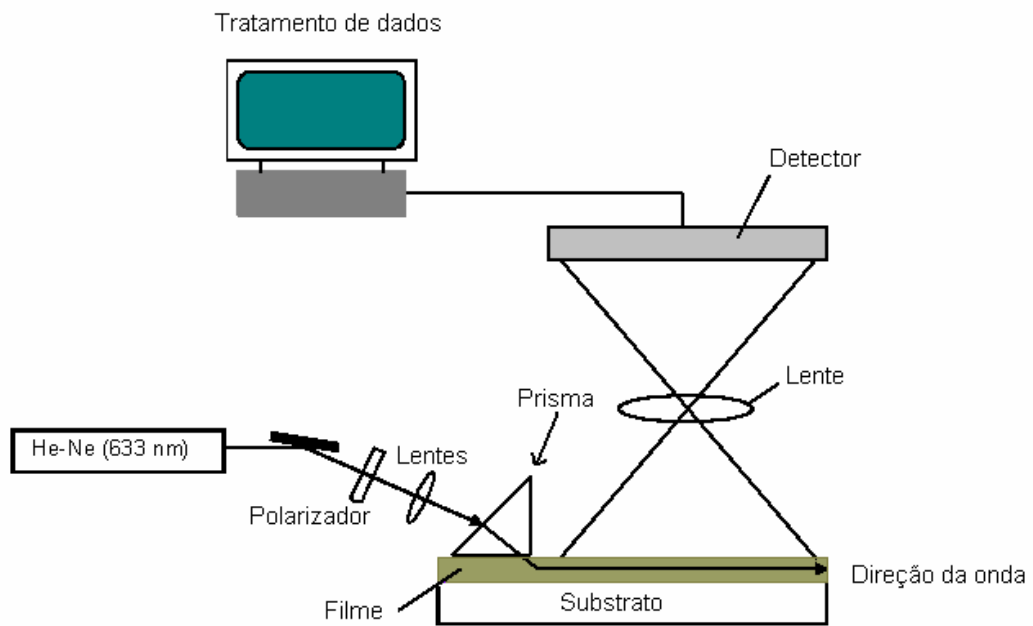 Tratamento de dados
Detector
Lente
Prisma
He-Ne (633 nm)
Lentes
Polarizador
Direção da onda
Filme
Substrato